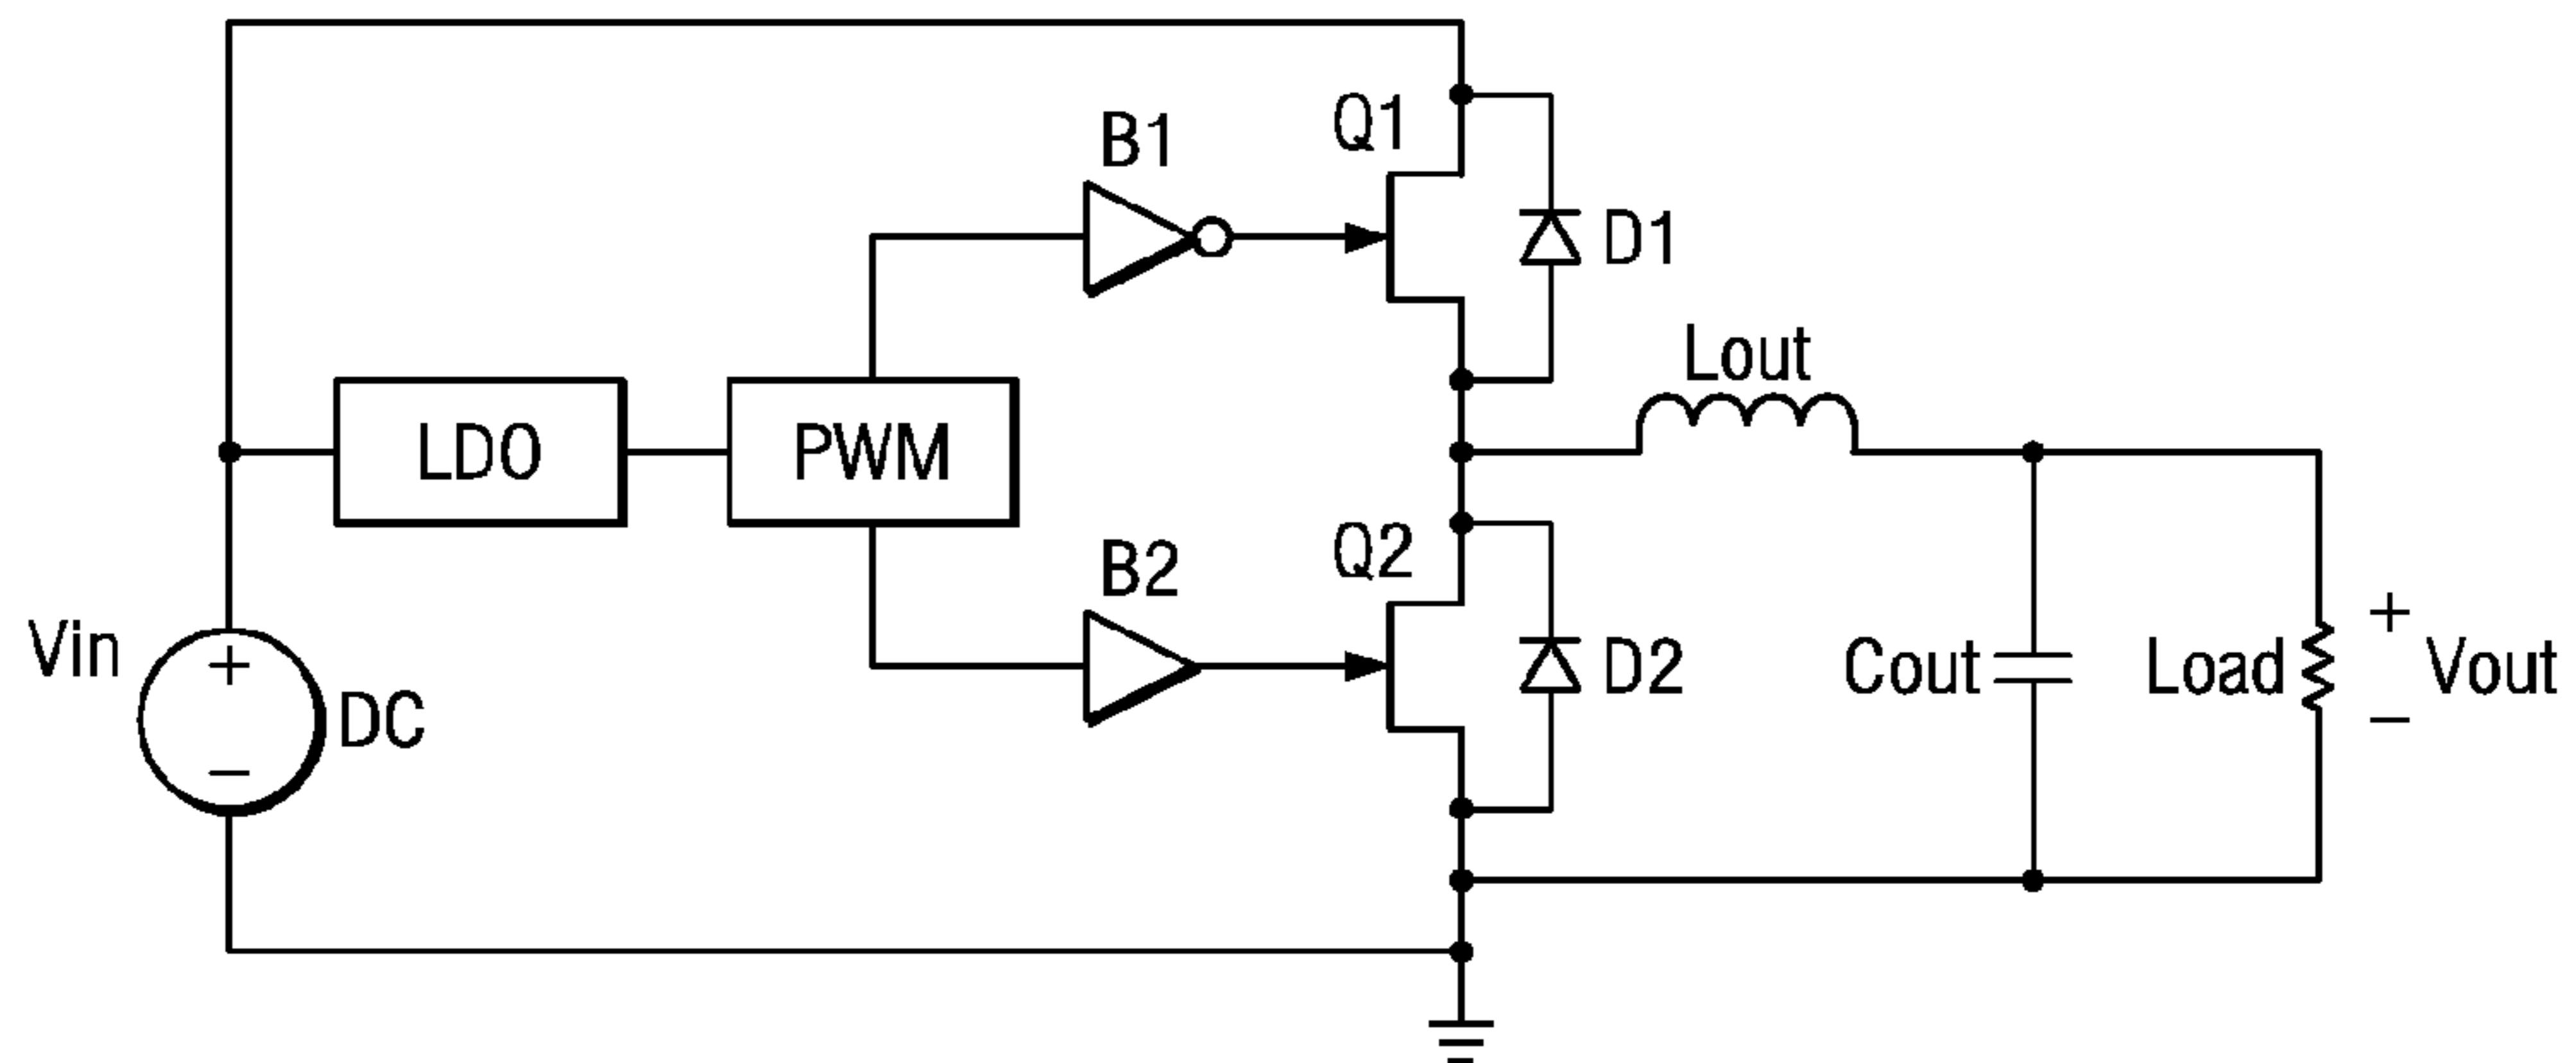 B1
Q1
D1
Lout
LDO
PWM
B2
Q2
Vin
+
DC
−
D2
Cout
Load
+
Vout
−